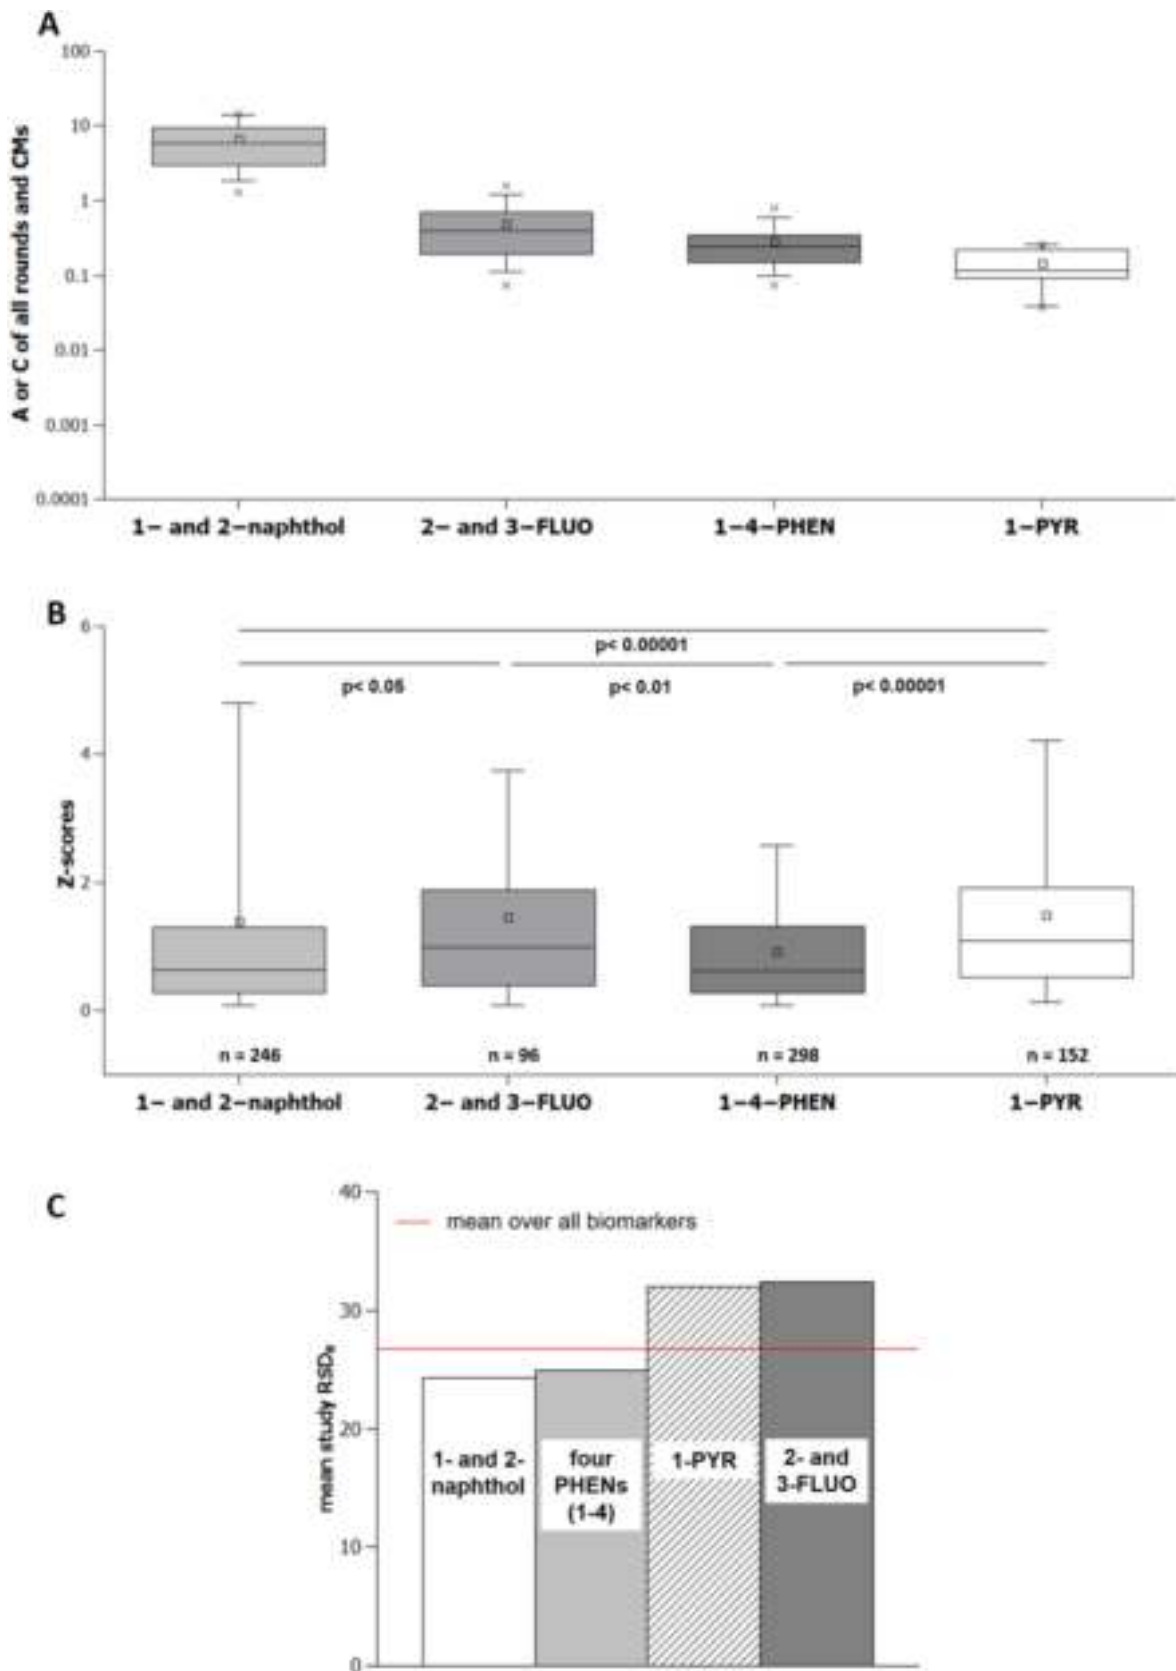 A
100
10
1
0.1
0.01
0.001
0.0001
A or C of all rounds and CMs
1− and 2−naphthol
2− and 3−FLUO
1−4−PHEN
1−PYR
B
6
4
2
0
Z-scores
p< 0.00001
p< 0.05
p< 0.01
p< 0.00001
n = 246
n = 96
n = 298
n = 152
1− and 2−naphthol
2− and 3−FLUO
1−4−PHEN
1−PYR
C
40
30
20
10
0
mean study RSDR
mean over all biomarkers
1- and 2-
naphthol
four
PHENs
(1-4)
1-PYR
2- and
3-FLUO